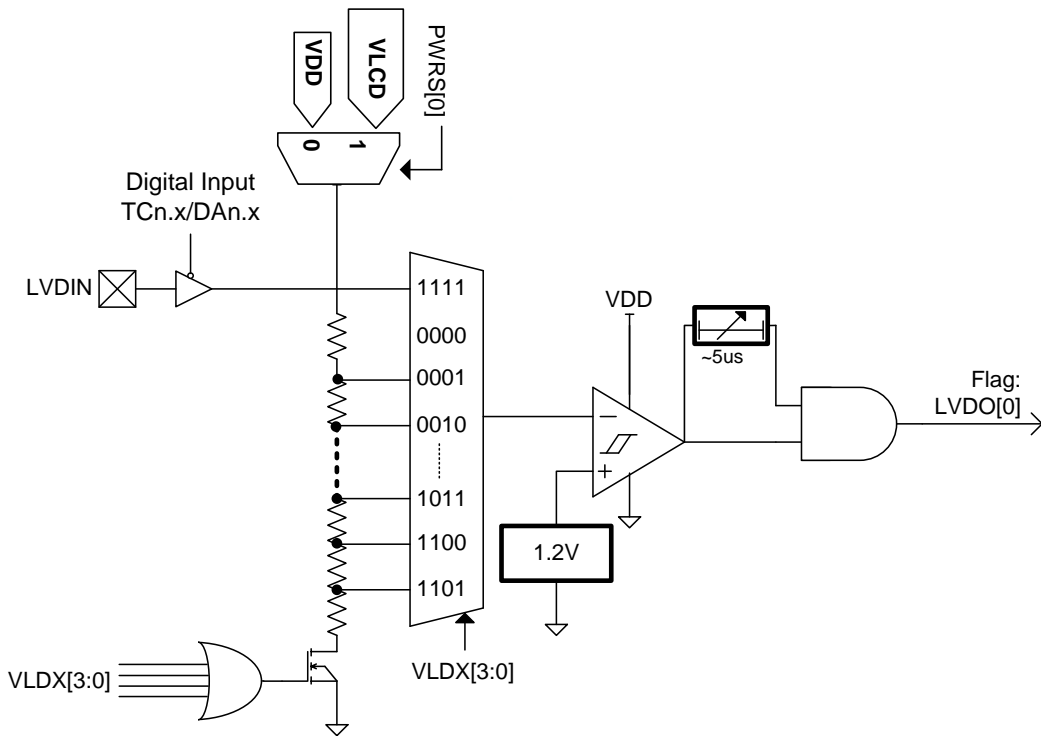 VDD
VLCD
PWRS[0]
0
1
Digital Input
TCn.x/DAn.x
LVDIN
1111
0000
0001
0010
1011
1100
1101
VDD
~5us
Flag:
LVDO[0]
−
+
1.2V
VLDX[3:0]
VLDX[3:0]